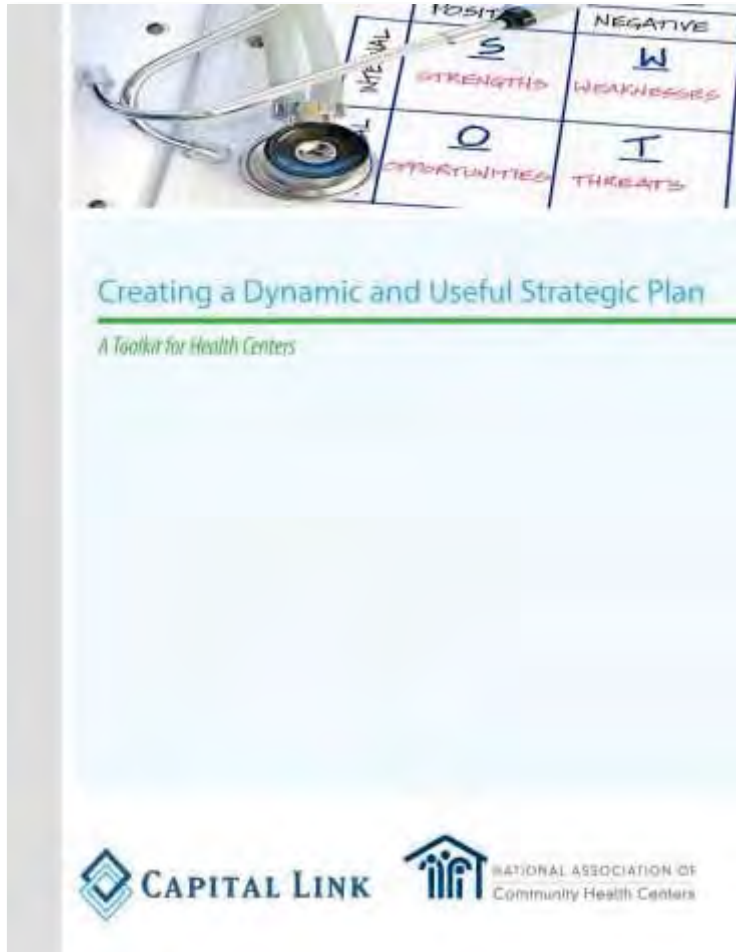 NEGATIVE
S
W
STRENGTHS
WEAKNESSES
O
T
OPPORTUNITIES
THREATS
Creating a Dynamic and Useful Strategic Plan
A Toolkit for Health Centers
CAPITAL LINK
NATIONAL ASSOCIATION OF
Community Health Centers